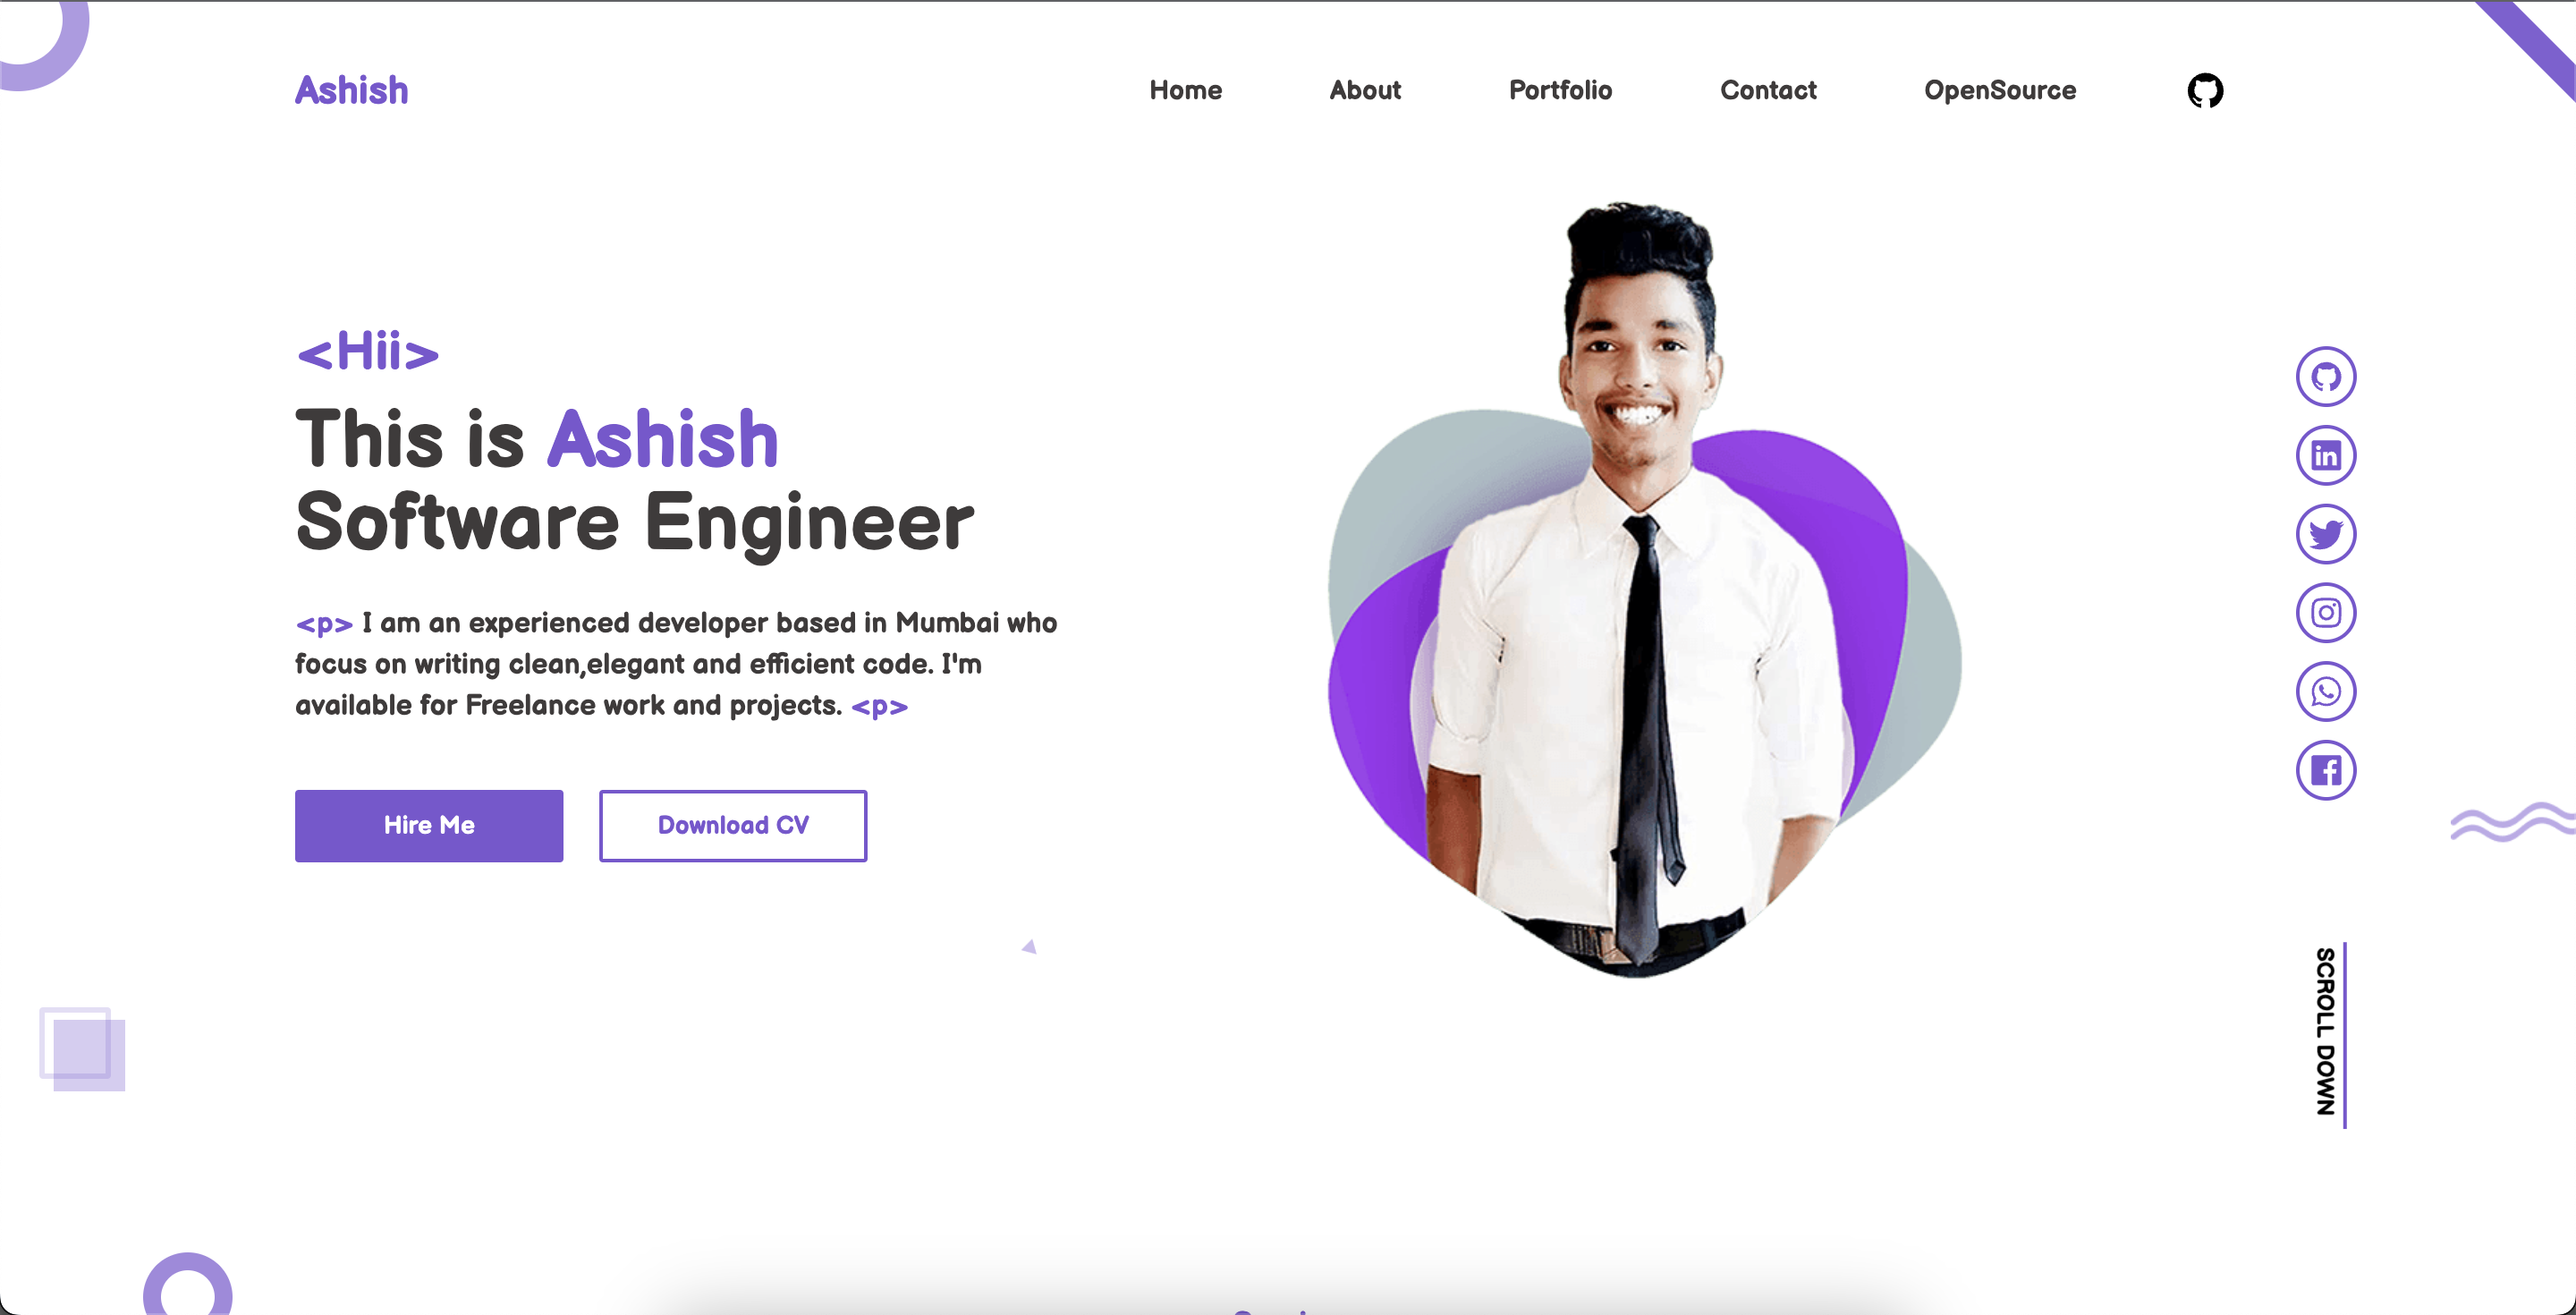 Ashish
Home About Portfolio Contact OpenSource
<Hii>
This is Ashish
Software Engineer
<p> I am an experienced developer based in Mumbai who
focus on writing clean,elegant and efficient code. I'm
available for Freelance work and projects. <p>
Hire Me Download CV
SCROLL DOWN